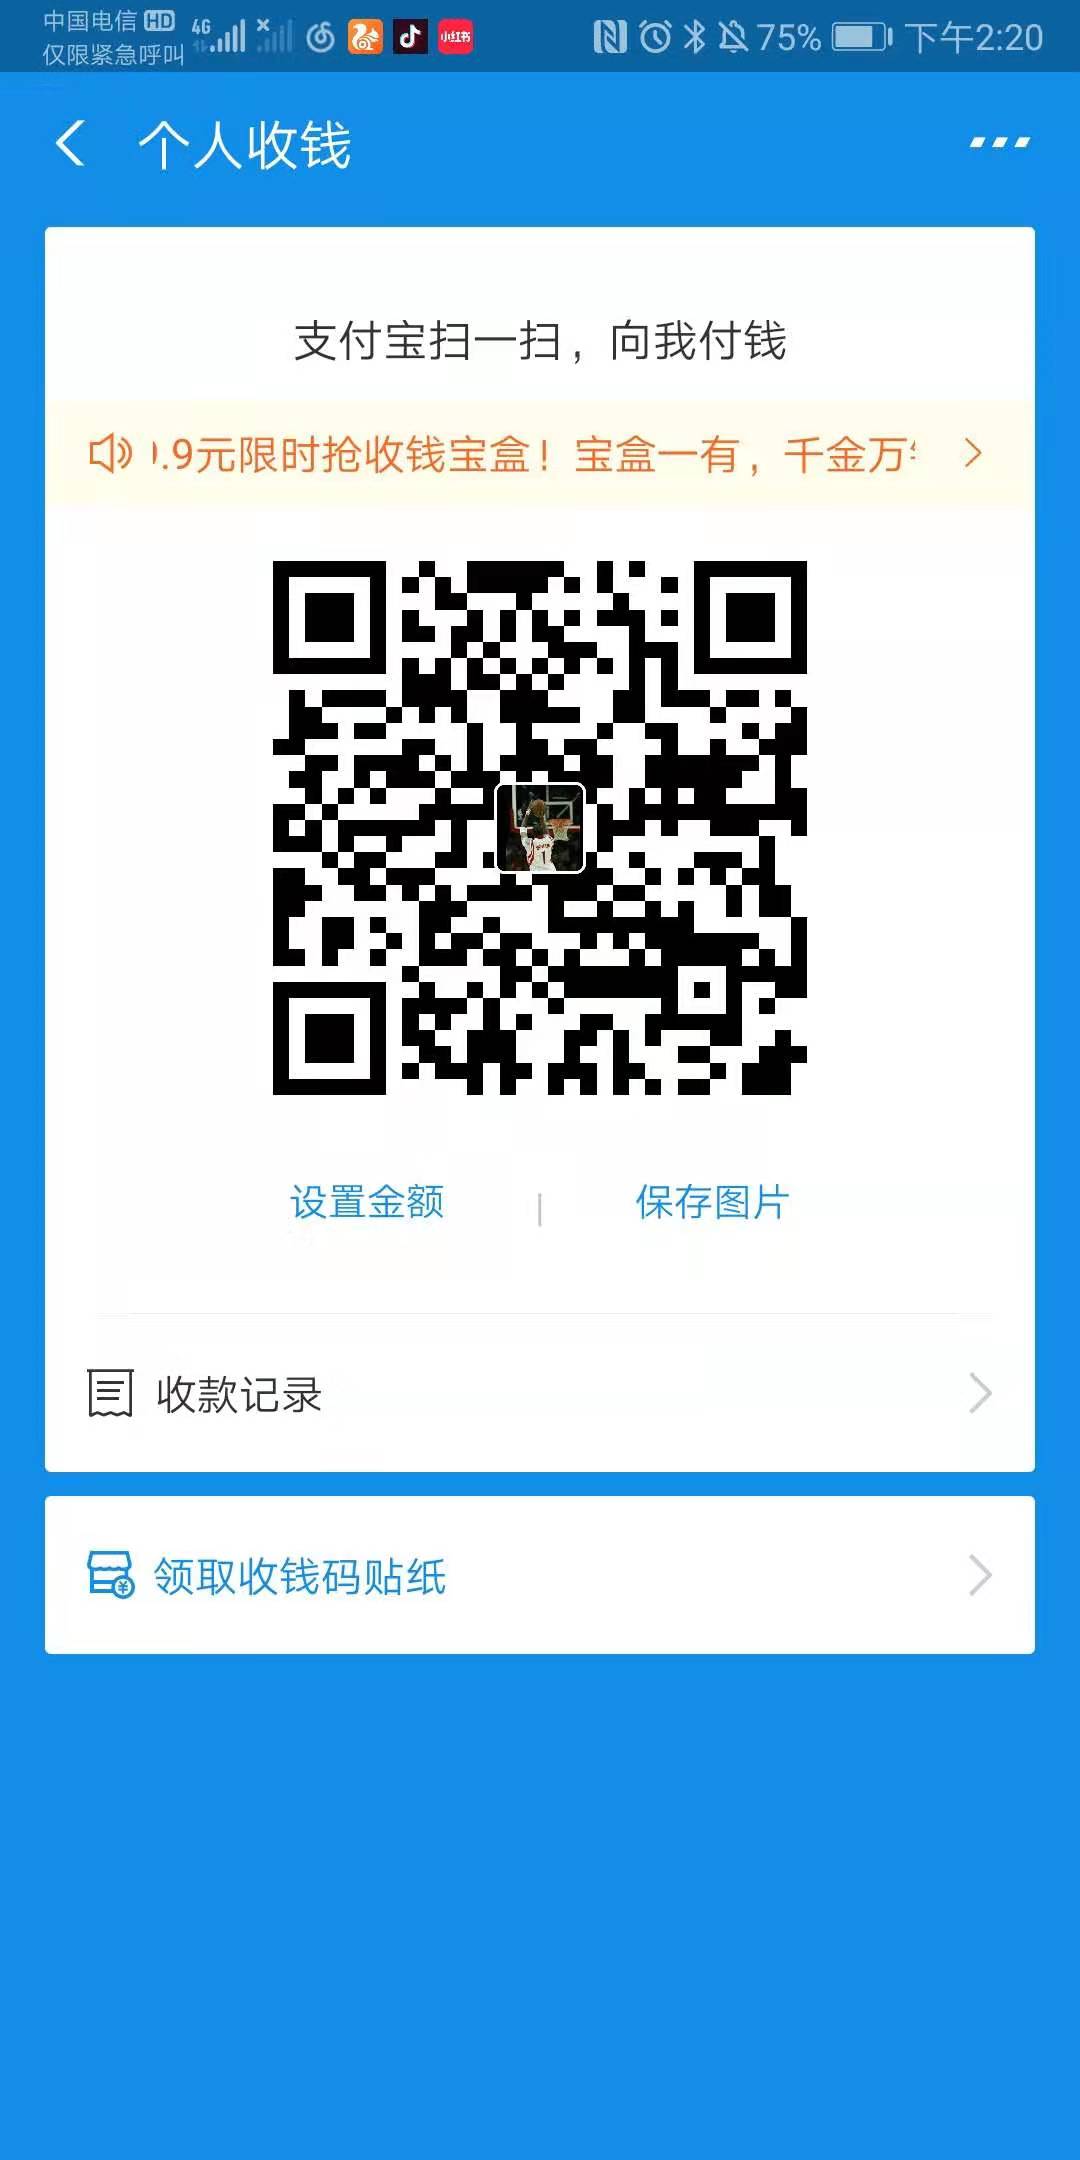 中国电信 HD 4G
仅限紧急呼叫
小红书
75% 下午2:20
个人收钱
支付宝扫一扫，向我付钱
.9元限时抢收钱宝盒！宝盒一有，千金万
设置金额 | 保存图片
收款记录
领取收钱码贴纸